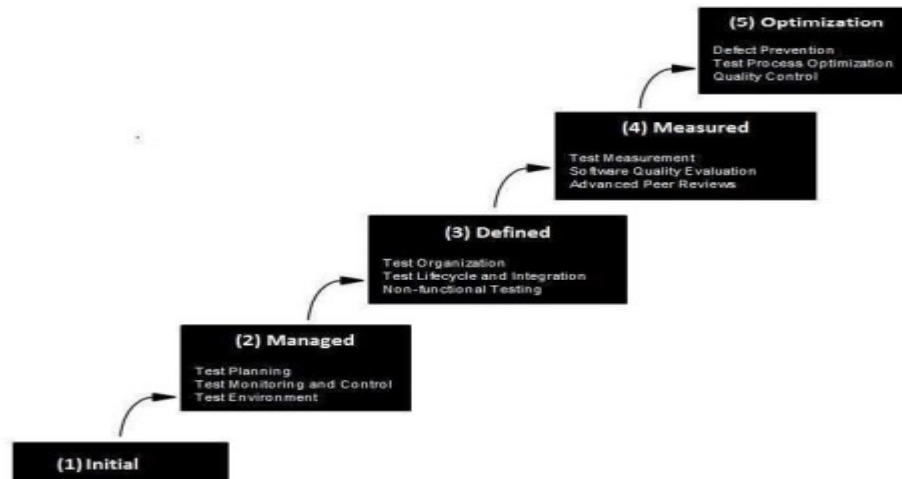 (5) Optimization
Defect Prevention
Test Process Optimization
Quality Control
(4) Measured
Test Measurement
Software Quality Evaluation
Advanced Peer Reviews
(3) Defined
Test Organization
Test Lifecycle and Integration
Non-functional Testing
(2) Managed
Test Planning
Test Monitoring and Control
Test Environment
(1) Initial